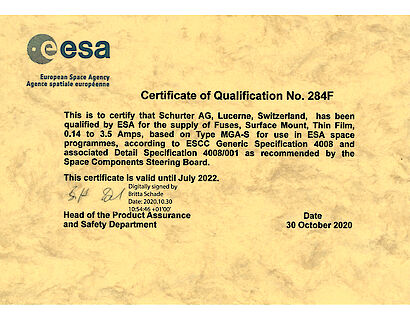 esa
European Space Agency
Agence spatiale européenne
Certificate of Qualification No. 284F
This is to certify that Schurter AG, Lucerne, Switzerland, has been
qualified by ESA for the supply of Fuses, Surface Mount, Thin Film,
0.14 to 3.5 Amps, based on Type MGA-S for use in ESA space
programmes, according to ESCC Generic Specification 4008 and
associated Detail Specification 4008/001 as recommended by the
Space Components Steering Board.
This certificate is valid until July 2022.
Digitally signed by
Britta Schade
Date: 2020.10.30
10:54:46 +01'00'
Head of the Product Assurance
and Safety Department
Date
30 October 2020